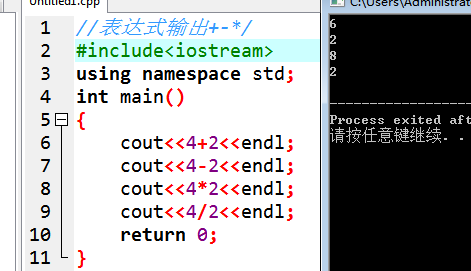 Untitled1.cpp
1 //表达式输出+-*/
2 #include<iostream>
3 using namespace std;
4 int main()
5 {
6 cout<<4+2<<endl;
7 cout<<4-2<<endl;
8 cout<<4*2<<endl;
9 cout<<4/2<<endl;
10 return 0;
11 }
C:\Users\Administrat
6
2
8
2
--------------------------------
Process exited aft
请按任意键继续. .